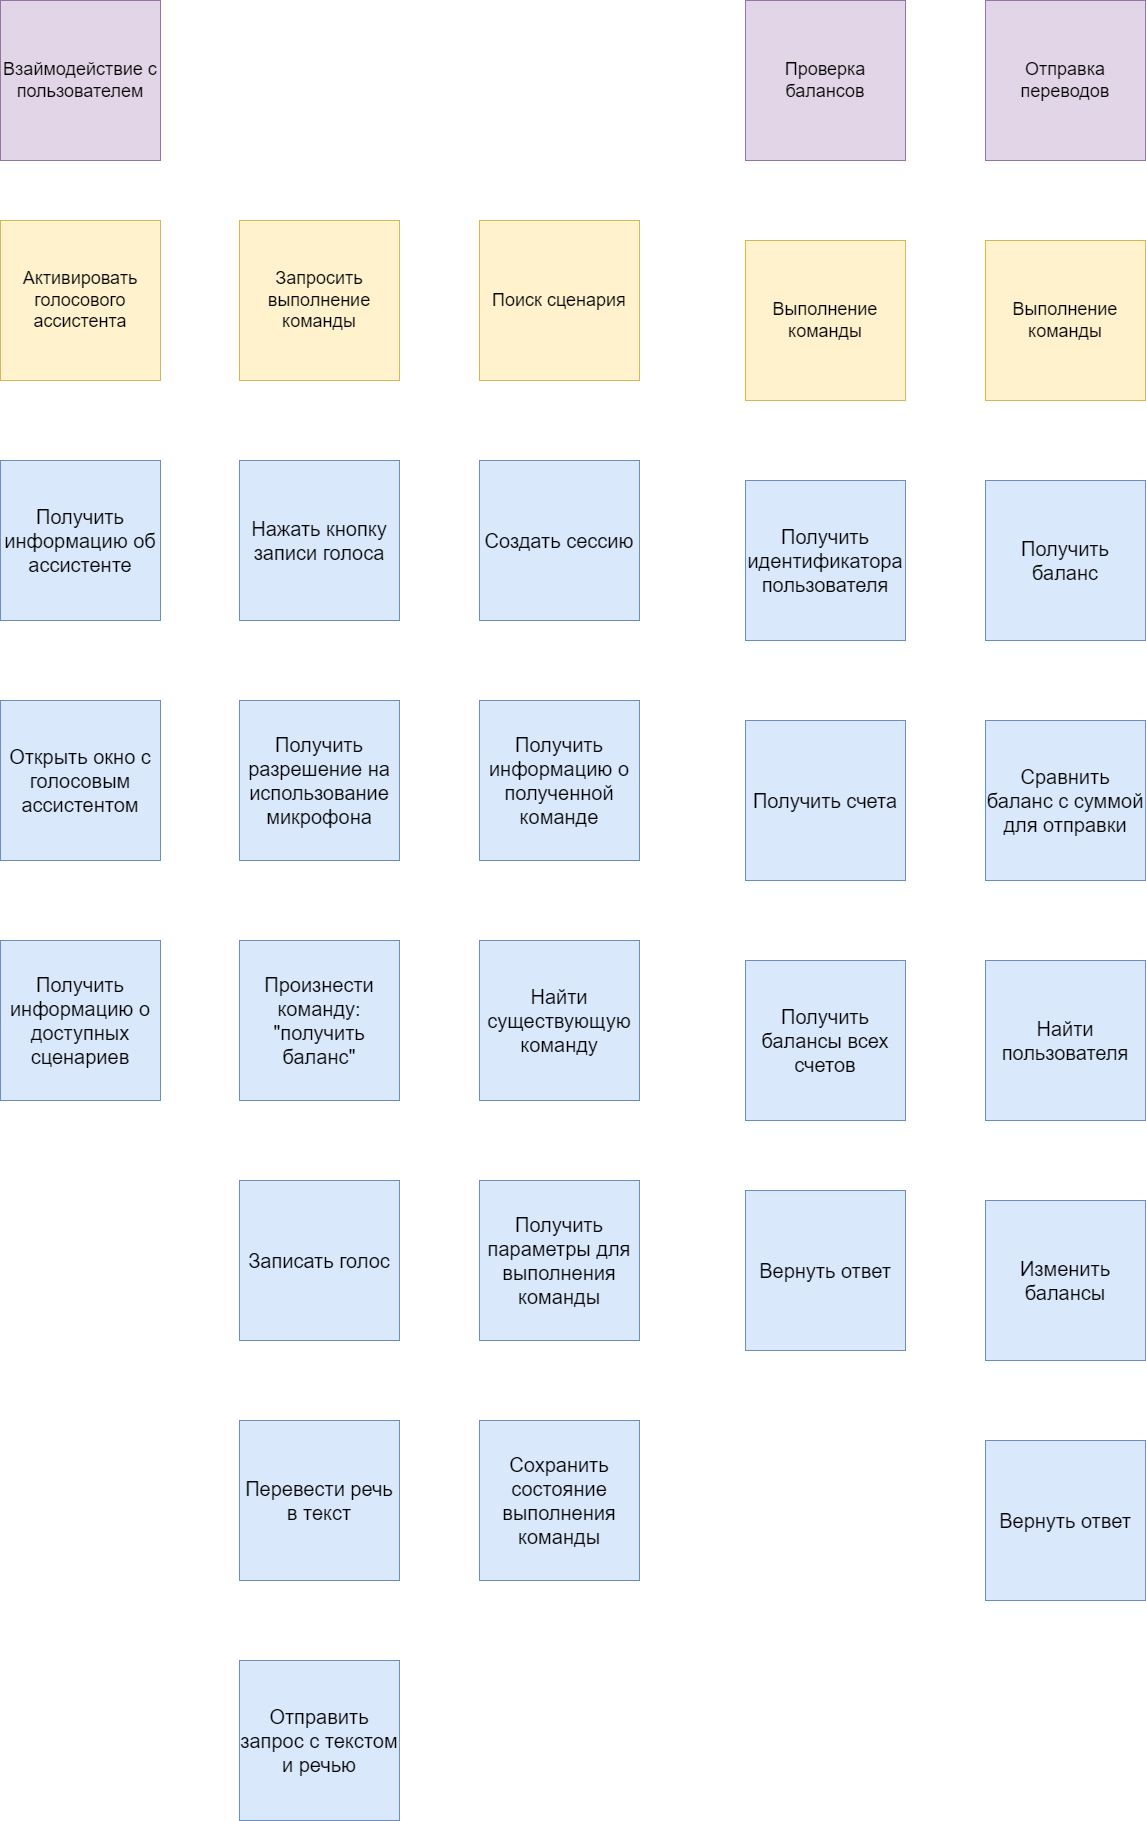 Взаймодействие с
пользователем
Проверка
балансов
Отправка
переводов
Активировать
голосового
ассистента
Запросить
выполнение
команды
Поиск сценария
Выполнение
команды
Выполнение
команды
Получить
информацию об
ассистенте
Нажать кнопку
записи голоса
Создать сессию
Получить
идентификатора
пользователя
Получить
баланс
Открыть окно с
голосовым
ассистентом
Получить
разрешение на
использование
микрофона
Получить
информацию о
полученной
команде
Получить счета
Сравнить
баланс с суммой
для отправки
Получить
информацию о
доступных
сценариев
Произнести
команду:
"получить
баланс"
Найти
существующую
команду
Получить
балансы всех
счетов
Найти
пользователя
Записать голос
Получить
параметры для
выполнения
команды
Вернуть ответ
Изменить
балансы
Перевести речь
в текст
Сохранить
состояние
выполнения
команды
Вернуть ответ
Отправить
запрос с текстом
и речью